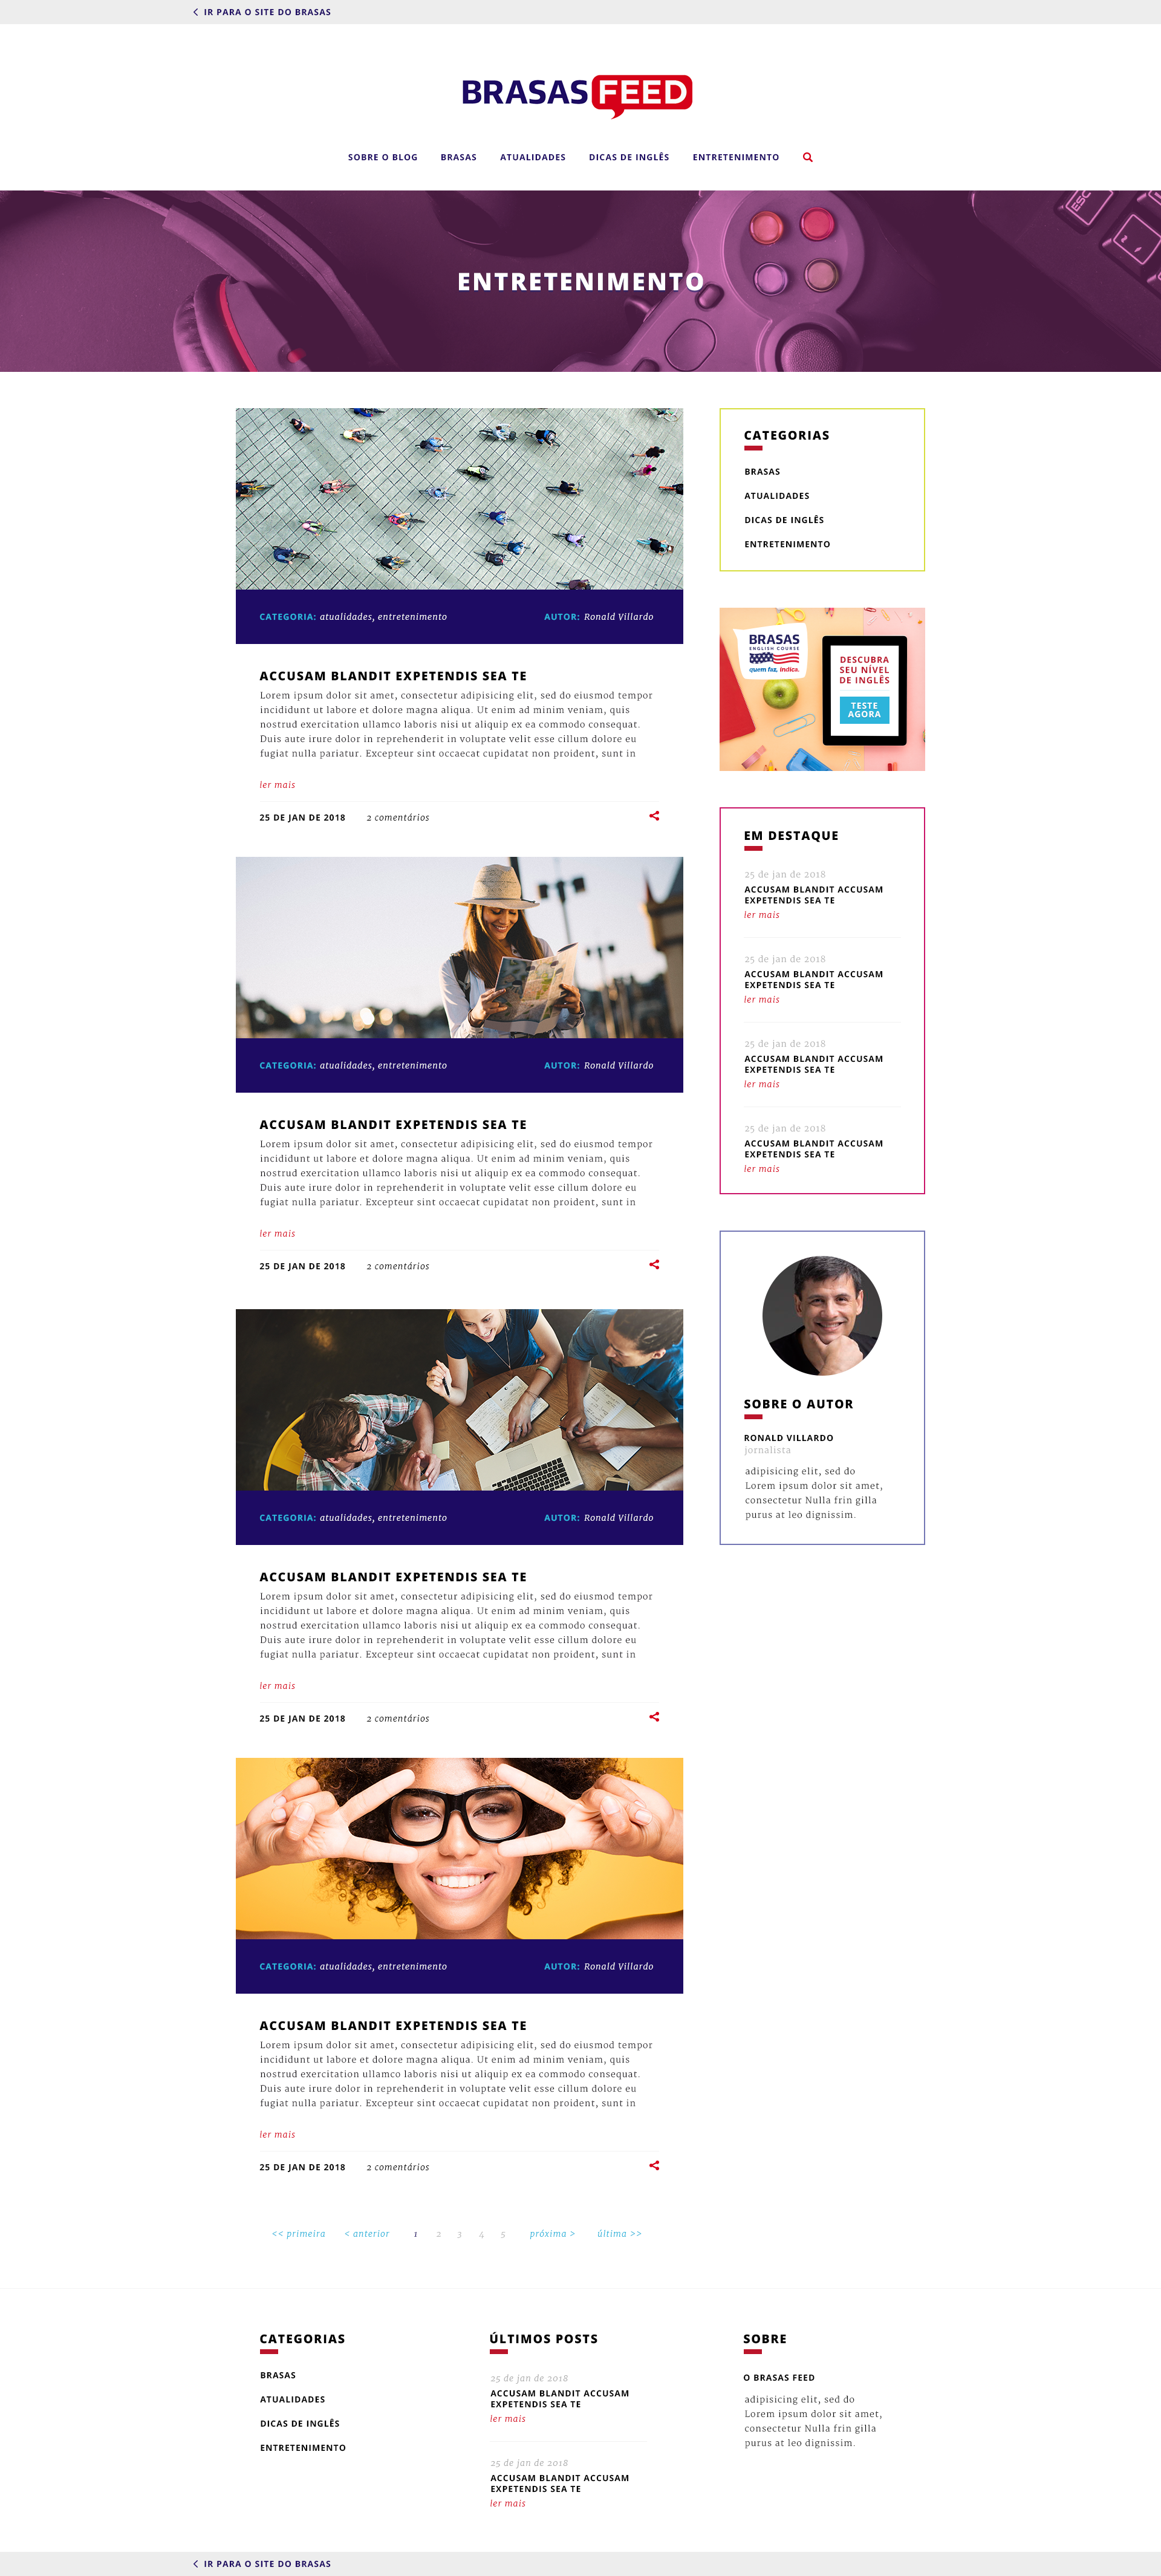 IR PARA O SITE DO BRASAS
BRASAS FEED
SOBRE O BLOG BRASAS ATUALIDADES DICAS DE INGLÊS ENTRETENIMENTO
ESC
ENTRETENIMENTO
CATEGORIA: atualidades, entretenimento AUTOR: Ronald Villardo
ACCUSAM BLANDIT EXPETENDIS SEA TE
Lorem ipsum dolor sit amet, consectetur adipisicing elit, sed do eiusmod tempor
incididunt ut labore et dolore magna aliqua. Ut enim ad minim veniam, quis
nostrud exercitation ullamco laboris nisi ut aliquip ex ea commodo consequat.
Duis aute irure dolor in reprehenderit in voluptate velit esse cillum dolore eu
fugiat nulla pariatur. Excepteur sint occaecat cupidatat non proident, sunt in
ler mais
25 DE JAN DE 2018 2 comentários
CATEGORIA: atualidades, entretenimento AUTOR: Ronald Villardo
ACCUSAM BLANDIT EXPETENDIS SEA TE
Lorem ipsum dolor sit amet, consectetur adipisicing elit, sed do eiusmod tempor
incididunt ut labore et dolore magna aliqua. Ut enim ad minim veniam, quis
nostrud exercitation ullamco laboris nisi ut aliquip ex ea commodo consequat.
Duis aute irure dolor in reprehenderit in voluptate velit esse cillum dolore eu
fugiat nulla pariatur. Excepteur sint occaecat cupidatat non proident, sunt in
ler mais
25 DE JAN DE 2018 2 comentários
CATEGORIA: atualidades, entretenimento AUTOR: Ronald Villardo
ACCUSAM BLANDIT EXPETENDIS SEA TE
Lorem ipsum dolor sit amet, consectetur adipisicing elit, sed do eiusmod tempor
incididunt ut labore et dolore magna aliqua. Ut enim ad minim veniam, quis
nostrud exercitation ullamco laboris nisi ut aliquip ex ea commodo consequat.
Duis aute irure dolor in reprehenderit in voluptate velit esse cillum dolore eu
fugiat nulla pariatur. Excepteur sint occaecat cupidatat non proident, sunt in
ler mais
25 DE JAN DE 2018 2 comentários
CATEGORIA: atualidades, entretenimento AUTOR: Ronald Villardo
ACCUSAM BLANDIT EXPETENDIS SEA TE
Lorem ipsum dolor sit amet, consectetur adipisicing elit, sed do eiusmod tempor
incididunt ut labore et dolore magna aliqua. Ut enim ad minim veniam, quis
nostrud exercitation ullamco laboris nisi ut aliquip ex ea commodo consequat.
Duis aute irure dolor in reprehenderit in voluptate velit esse cillum dolore eu
fugiat nulla pariatur. Excepteur sint occaecat cupidatat non proident, sunt in
ler mais
25 DE JAN DE 2018 2 comentários
<< primeira < anterior 1 2 3 4 5 próxima > última >>
CATEGORIAS
BRASAS
ATUALIDADES
DICAS DE INGLÊS
ENTRETENIMENTO
BRASAS
ENGLISH COURSE
quem faz, indica.
DESCUBRA
SEU NÍVEL
DE INGLÊS
TESTE
AGORA
EM DESTAQUE
25 de jan de 2018
ACCUSAM BLANDIT ACCUSAM
EXPETENDIS SEA TE
ler mais
25 de jan de 2018
ACCUSAM BLANDIT ACCUSAM
EXPETENDIS SEA TE
ler mais
25 de jan de 2018
ACCUSAM BLANDIT ACCUSAM
EXPETENDIS SEA TE
ler mais
25 de jan de 2018
ACCUSAM BLANDIT ACCUSAM
EXPETENDIS SEA TE
ler mais
SOBRE O AUTOR
RONALD VILLARDO
jornalista
adipisicing elit, sed do
Lorem ipsum dolor sit amet,
consectetur Nulla frin gilla
purus at leo dignissim.
CATEGORIAS
BRASAS
ATUALIDADES
DICAS DE INGLÊS
ENTRETENIMENTO
ÚLTIMOS POSTS
25 de jan de 2018
ACCUSAM BLANDIT ACCUSAM
EXPETENDIS SEA TE
ler mais
25 de jan de 2018
ACCUSAM BLANDIT ACCUSAM
EXPETENDIS SEA TE
ler mais
SOBRE
O BRASAS FEED
adipisicing elit, sed do
Lorem ipsum dolor sit amet,
consectetur Nulla frin gilla
purus at leo dignissim.
IR PARA O SITE DO BRASAS